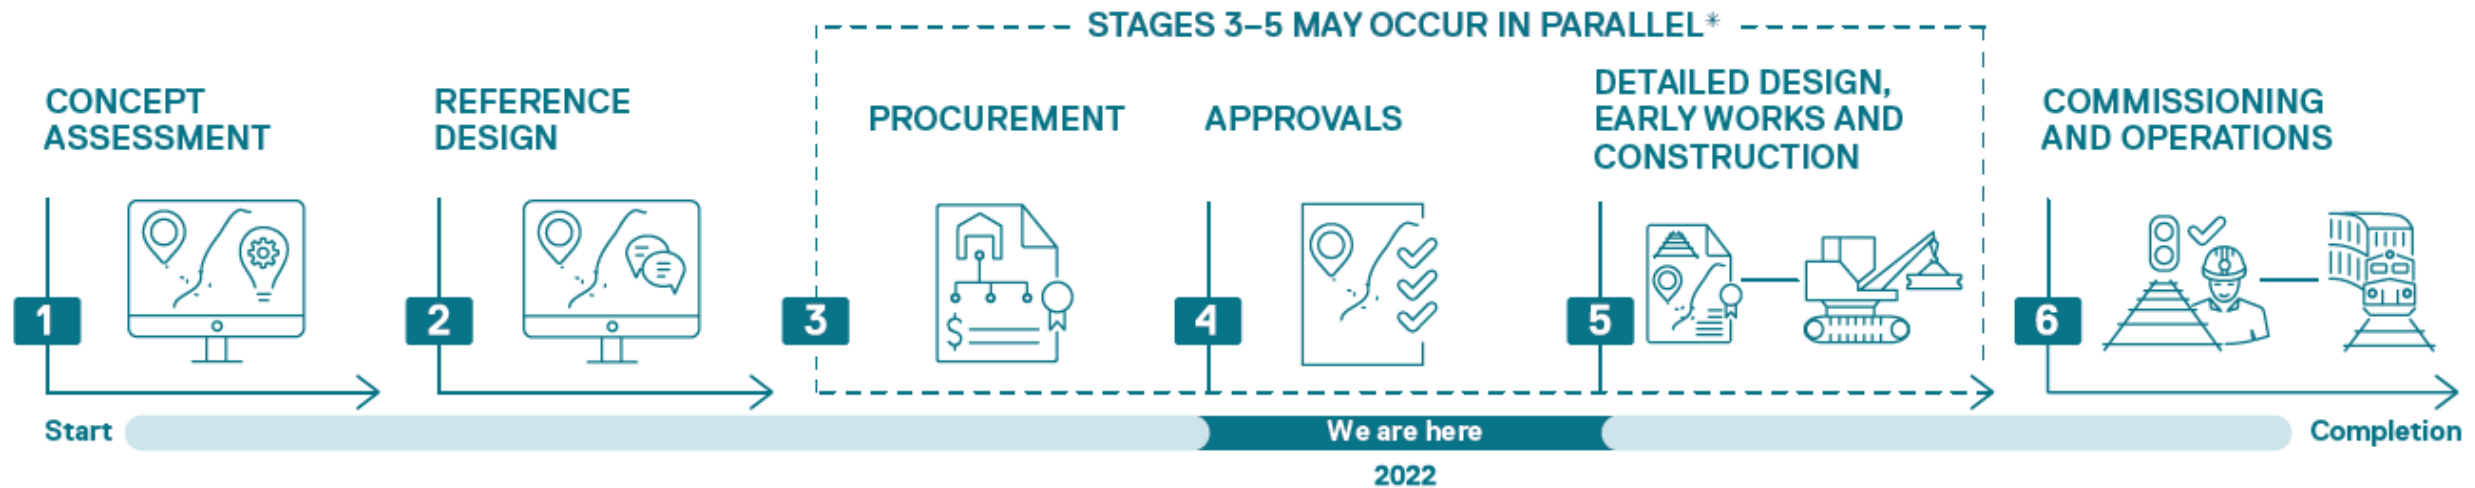 STAGES 3–5 MAY OCCUR IN PARALLEL*
CONCEPT
ASSESSMENT
REFERENCE
DESIGN
PROCUREMENT
APPROVALS
DETAILED DESIGN,
EARLY WORKS AND
CONSTRUCTION
COMMISSIONING
AND OPERATIONS
$
1
2
3
4
5
6
Start
We are here
Completion
2022